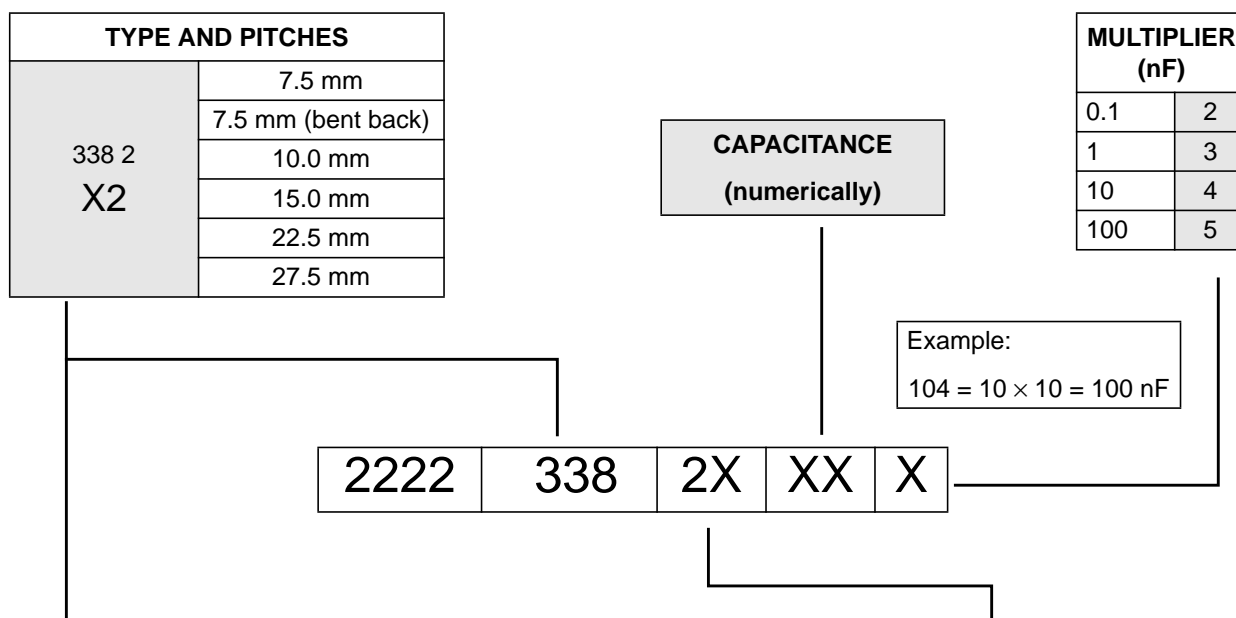 TYPE AND PITCHES
338 2
X2
7.5 mm
7.5 mm (bent back)
10.0 mm
15.0 mm
22.5 mm
27.5 mm
CAPACITANCE
(numerically)
MULTIPLIER
(nF)
0.1 2
1 3
10 4
100 5
Example:
104 = 10 × 10 = 100 nF
2222 338 2X XX X